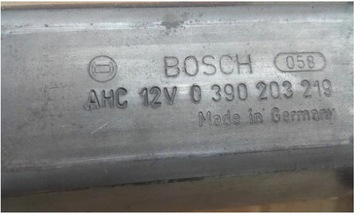 BOSCH 058
AHC 12V 0 390 203 219
Made in Germany